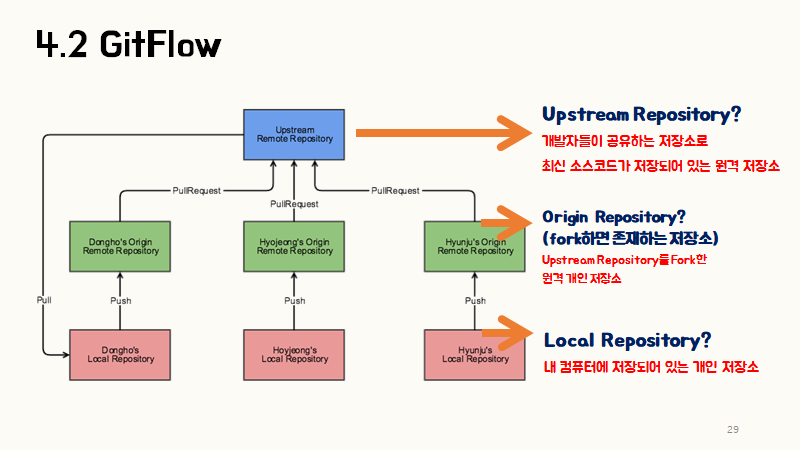 4.2 GitFlow
Upstream
Remote Repository
Upstream Repository?
개발자들이 공유하는 저장소로
최신 소스코드가 저장되어 있는 원격 저장소
PullRequest
PullRequest
PullRequest
Dongho's Origin
Remote Repository
Hyojeong's Origin
Remote Repository
Hyunju's Origin
Remote Repository
Origin Repository?
(fork하면 존재하는 저장소)
Upstream Repository를 Fork한
원격 개인 저장소
Pull
Push
Push
Push
Dongho's
Local Repository
Hoyjeong's
Local Repository
Hyunju's
Local Repository
Local Repository?
내 컴퓨터에 저장되어 있는 개인 저장소
29